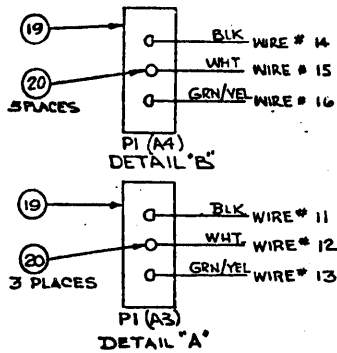 19
BLK WIRE # 14
20
WHT WIRE # 15
3 PLACES
GRN/YEL WIRE # 16
P1 (A4)
DETAIL "B"
19
BLK WIRE # 11
20
WHT WIRE # 12
3 PLACES
GRN/YEL WIRE # 13
P1 (A3)
DETAIL "A"